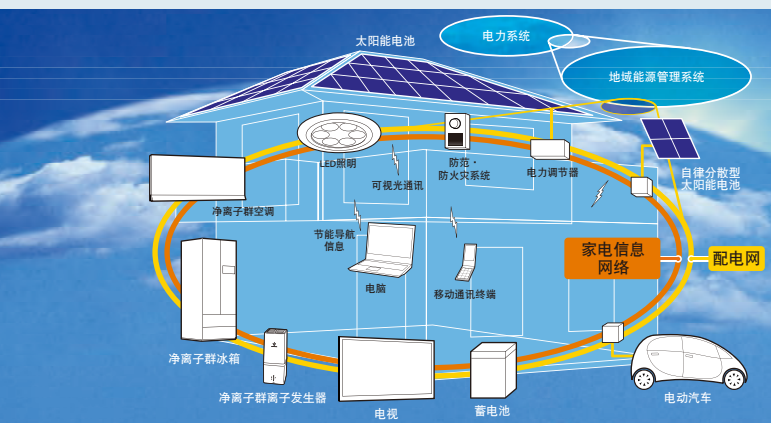 太阳能电池
电力系统
地域能源管理系统
LED照明
可视光通讯
防范·
防火灾系统
电力调节器
自律分散型
太阳能电池
净离子群空调
节能导航
信息
电脑
移动通讯终端
家电信息
网络
配电网
净离子群冰箱
净离子群离子发生器
电视
蓄电池
电动汽车